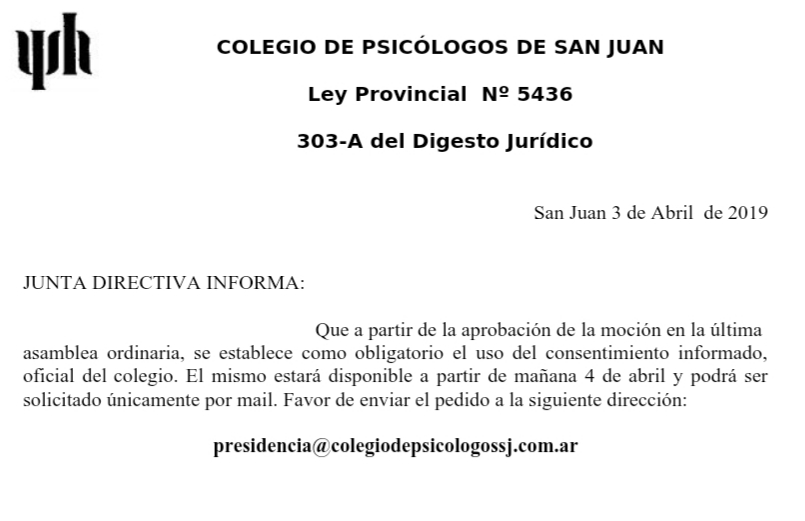 COLEGIO DE PSICÓLOGOS DE SAN JUAN
Ley Provincial Nº 5436
303-A del Digesto Jurídico
San Juan 3 de Abril de 2019
JUNTA DIRECTIVA INFORMA:
Que a partir de la aprobación de la moción en la última
asamblea ordinaria, se establece como obligatorio el uso del consentimiento informado,
oficial del colegio. El mismo estará disponible a partir de mañana 4 de abril y podrá ser
solicitado únicamente por mail. Favor de enviar el pedido a la siguiente dirección:
presidencia@colegiodepsicologossj.com.ar